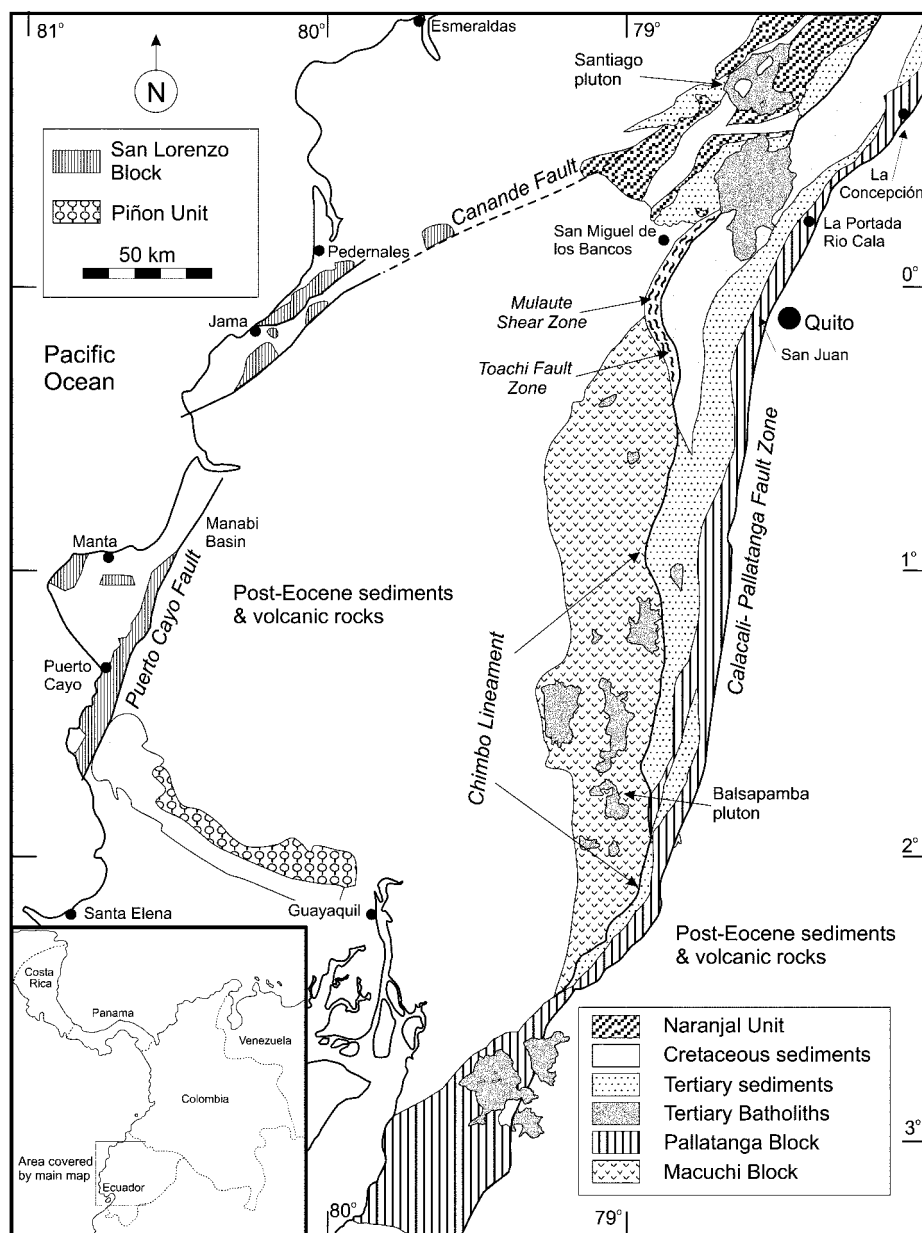 81°
80°
79°
Esmeraldas
N
Santiago
pluton
San Lorenzo
Block
Piñon Unit
50 km
La
Concepción
Canande Fault
San Miguel de
los Bancos
La Portada
Rio Cala
Pedernales
0°
Mulaute
Shear Zone
Quito
Jama
San Juan
Pacific
Ocean
Toachi Fault
Zone
Calacali- Pallatanga Fault Zone
Manabi
Basin
Manta
1°
Puerto Cayo Fault
Post-Eocene sediments
& volcanic rocks
Puerto
Cayo
Chimbo Lineament
Balsapamba
pluton
2°
Santa Elena
Guayaquil
Post-Eocene sediments
& volcanic rocks
Costa
Rica
Panama
Venezuela
Colombia
Area covered
by main map
Ecuador
Naranjal Unit
Cretaceous sediments
Tertiary sediments
Tertiary Batholiths
Pallatanga Block
Macuchi Block
3°
80°
79°